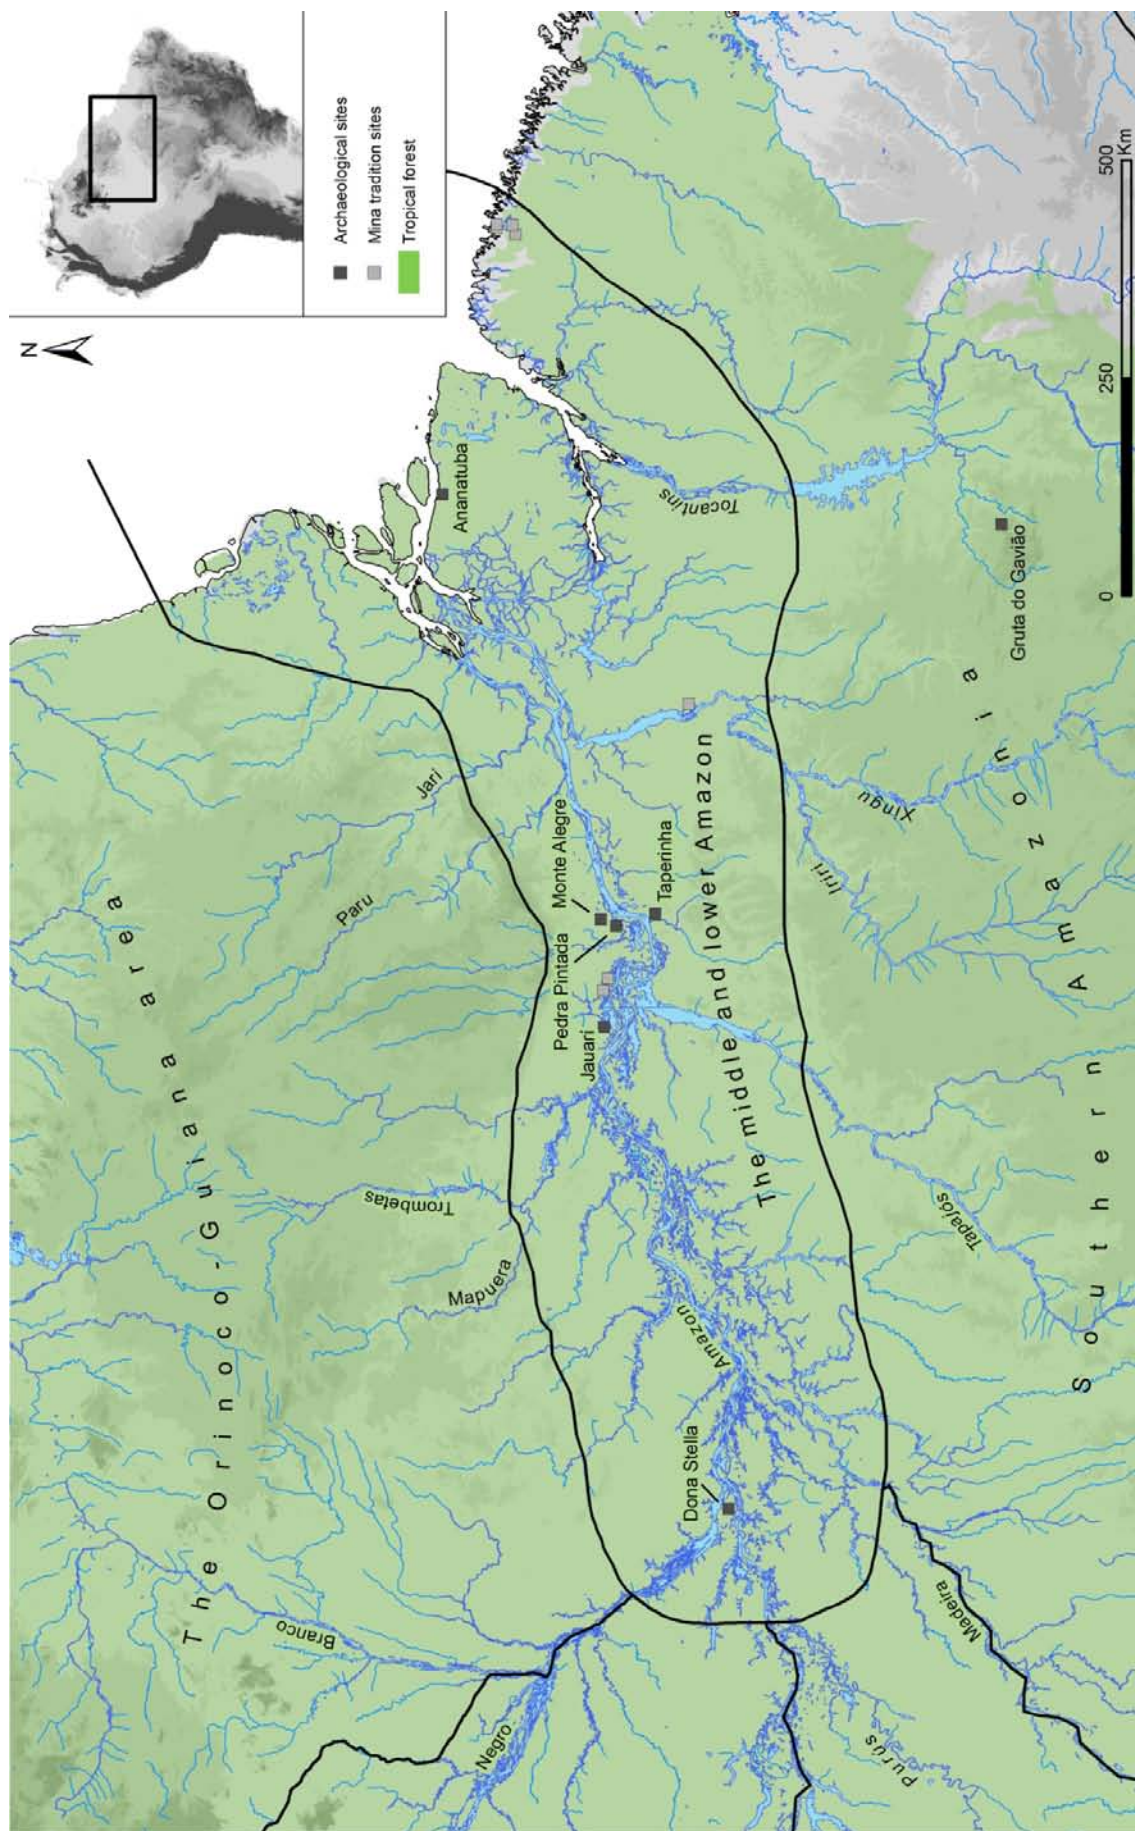 N
Archaeological sites
Mina tradition sites
Tropical forest
The Orinoco-Guiana area
Branco
Negro
Mapuera
Trombetas
Paru
Jari
Ananatuba
Monte Alegre
Pedra Pintada
Jauari
Taperinha
The middle and lower Amazon
Amazon
Dona Stella
Tocantins
Purús
Madeira
Tapajós
Iriri
Xingu
Gruta do Gavião
Southern Amazonia
0 250 500
Km